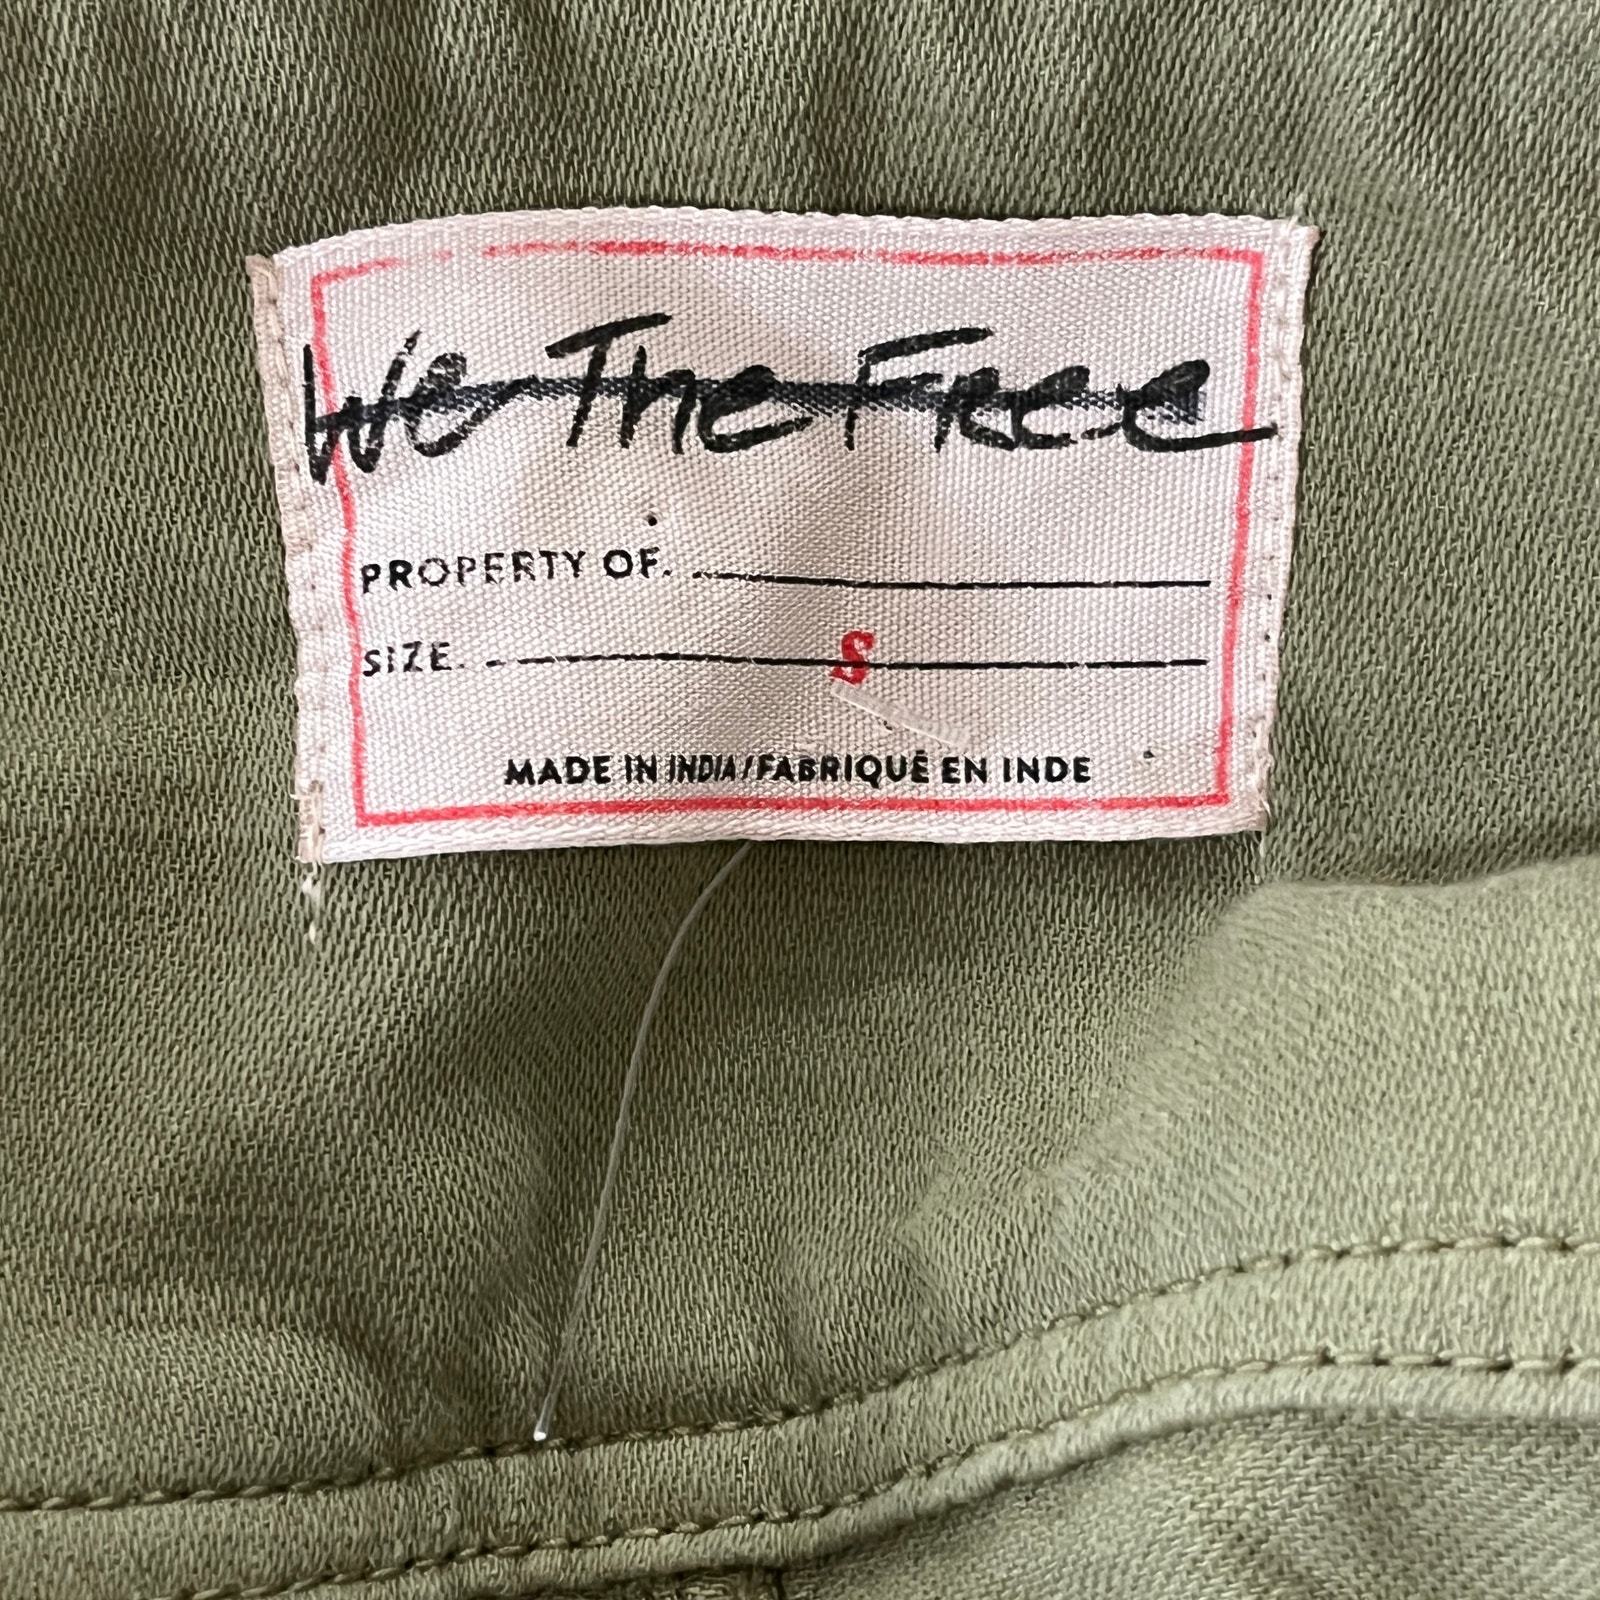 We The Free
PROPERTY OF.
SIZE. S
MADE IN INDIA/FABRIQUÉ EN INDE